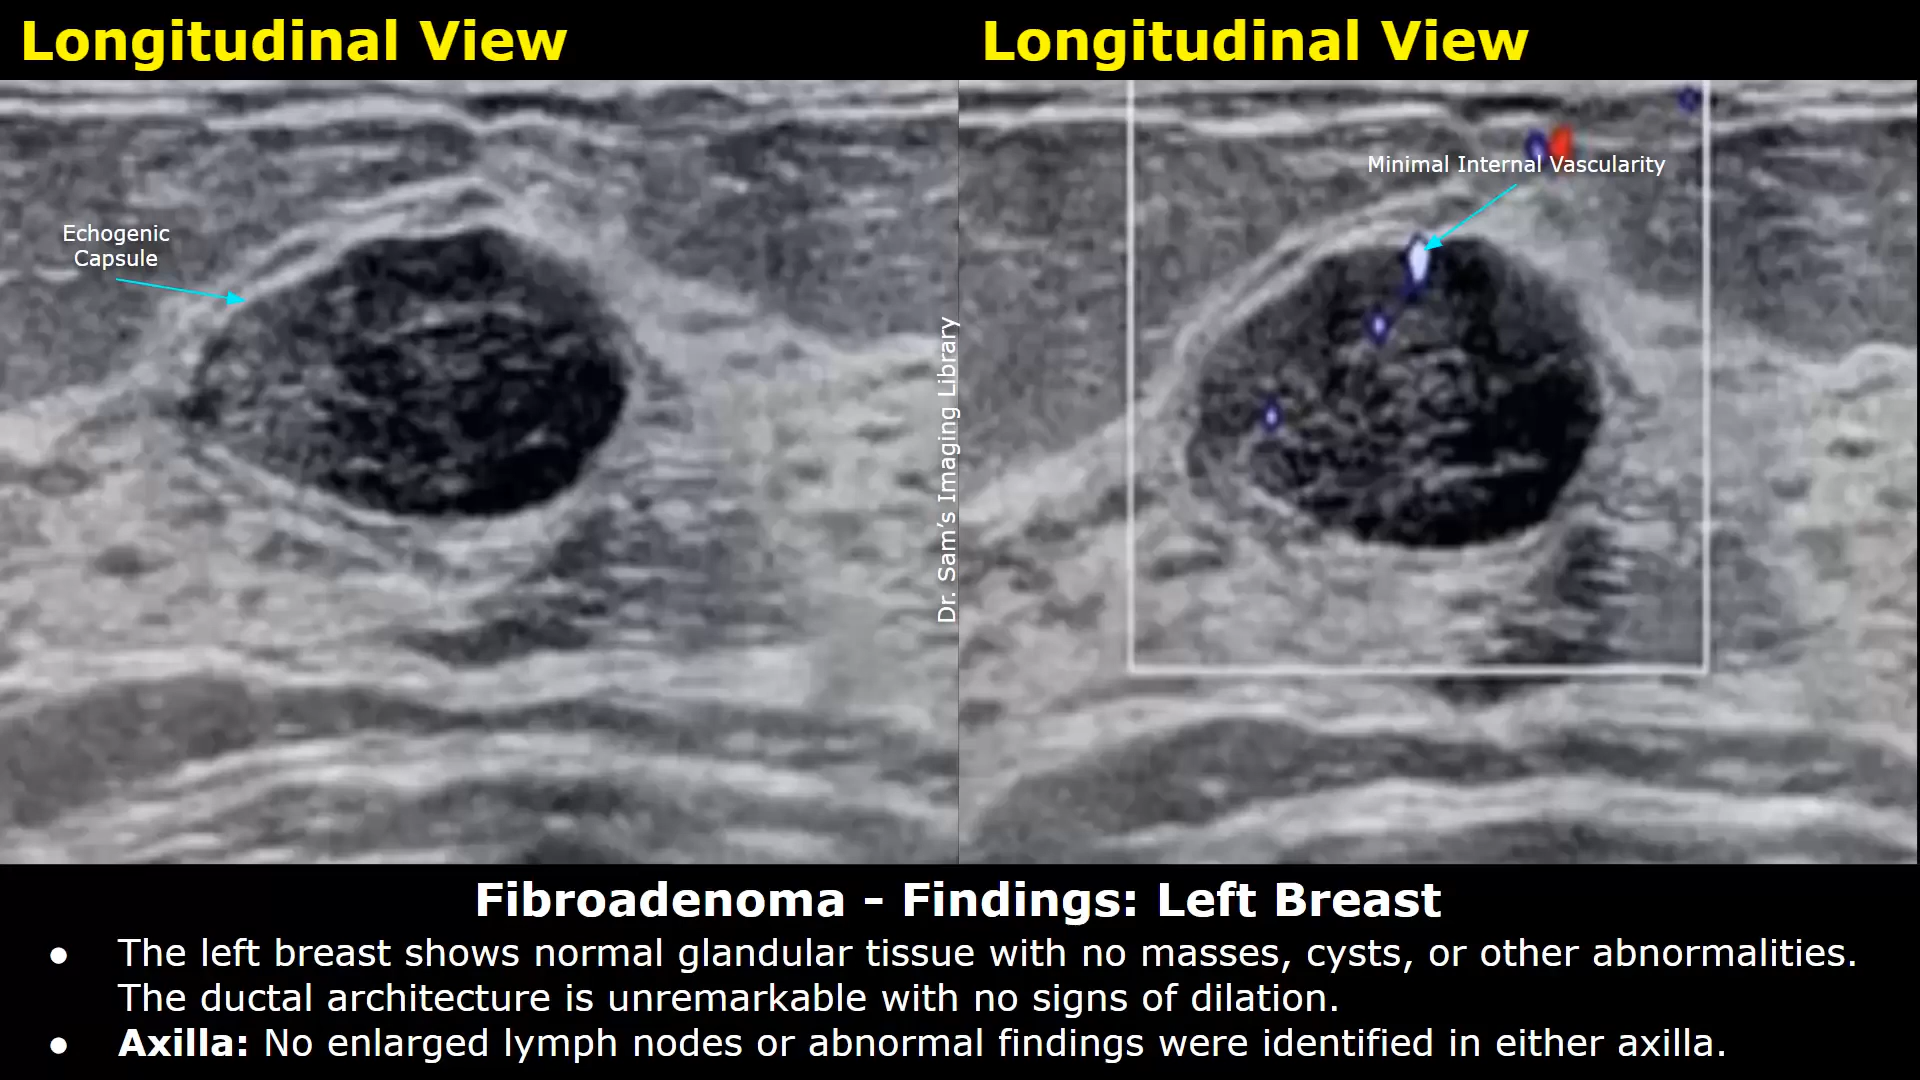 Longitudinal View
Longitudinal View
Echogenic
Capsule
Minimal Internal Vascularity
Dr. Sam's Imaging Library
Fibroadenoma – Findings: Left Breast
● The left breast shows normal glandular tissue with no masses, cysts, or other abnormalities.
The ductal architecture is unremarkable with no signs of dilation.
● Axilla: No enlarged lymph nodes or abnormal findings were identified in either axilla.